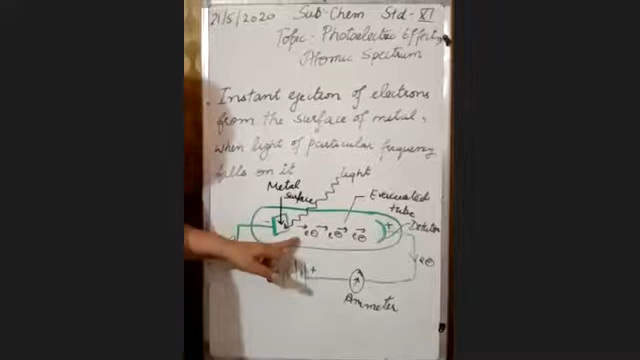 21/5/2020 Sub-Chem Std-XI
Topic- Photoelectric Effect,
Atomic Spectrum
Instant ejection of electrons
from the surface of metal,
when light of particular frequency
falls on it
light
Metal
surface
Evacuated
tube
Detector
+
e⊖ e⊖ e⊖
e⊖
+
Ammeter